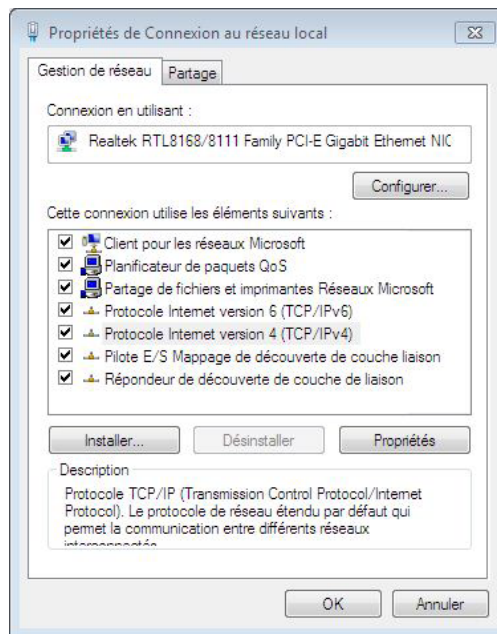 Propriétés de Connexion au réseau local
Gestion de réseau
Partage
Connexion en utilisant :
Realtek RTL8168/8111 Family PCI-E Gigabit Ethernet NIC
Configurer...
Cette connexion utilise les éléments suivants :
Client pour les réseaux Microsoft
Planificateur de paquets QoS
Partage de fichiers et imprimantes Réseaux Microsoft
Protocole Internet version 6 (TCP/IPv6)
Protocole Internet version 4 (TCP/IPv4)
Pilote E/S Mappage de découverte de couche liaison
Répondeur de découverte de couche de liaison
Installer...
Désinstaller
Propriétés
Description
Protocole TCP/IP (Transmission Control Protocol/Internet
Protocol). Le protocole de réseau étendu par défaut qui
permet la communication entre différents réseaux
interconnectés.
OK
Annuler